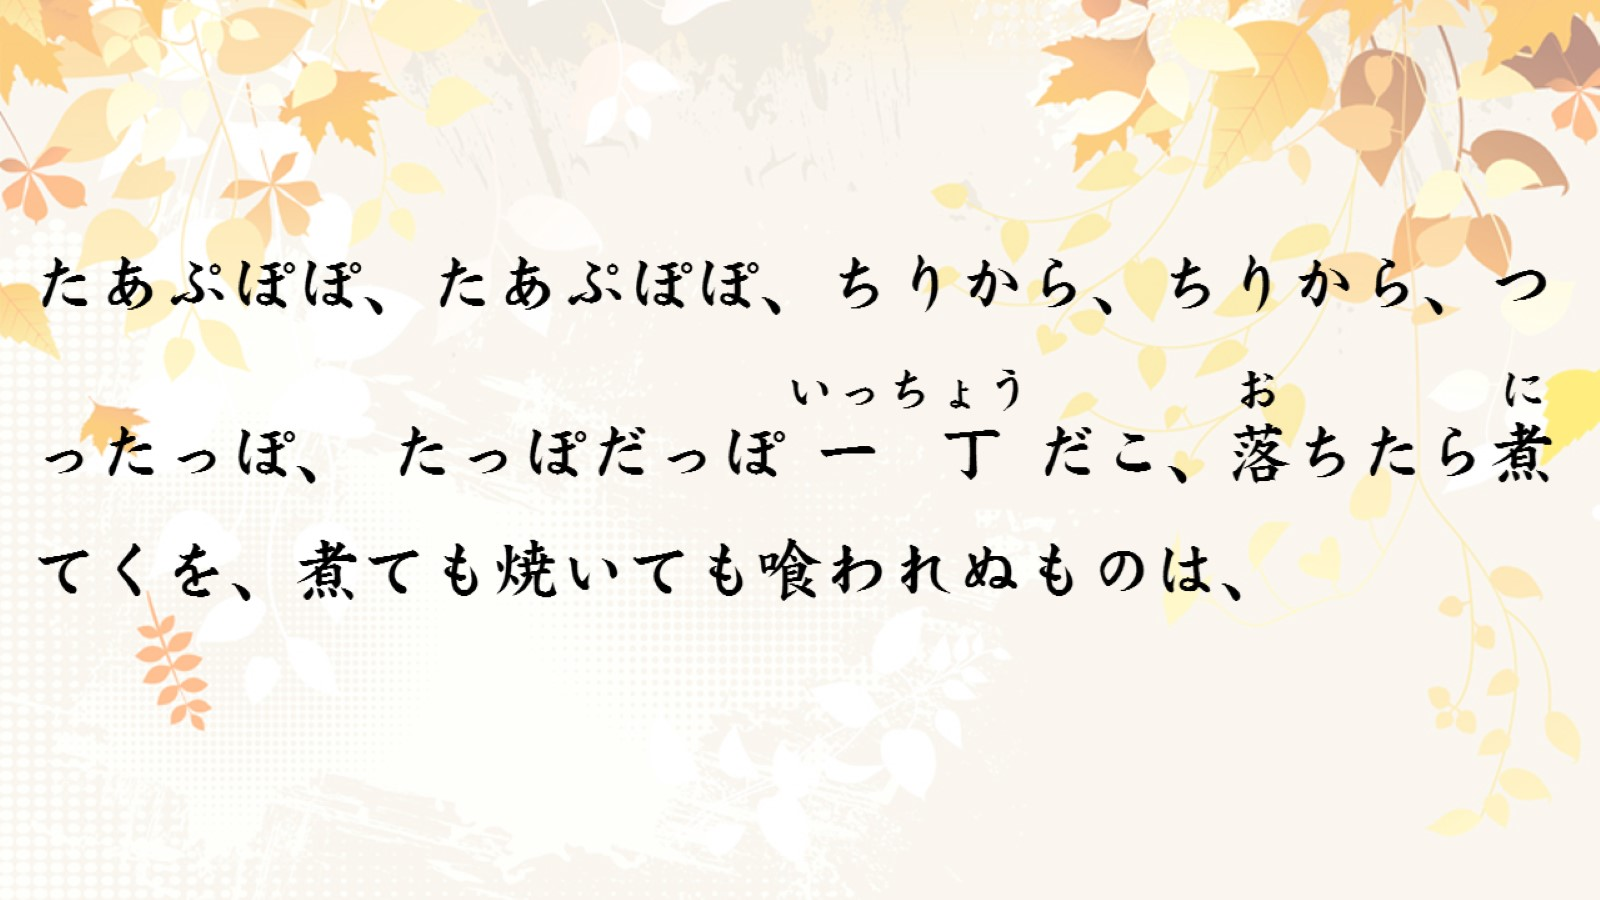 たあぷぽぽ、たあぷぽぽ、ちりから、ちりから、つ
いっちょう お に
ったっぽ、 たっぽだっぽ 一 丁 だこ、落ちたら煮
てくを、煮ても焼いても喰われぬものは、